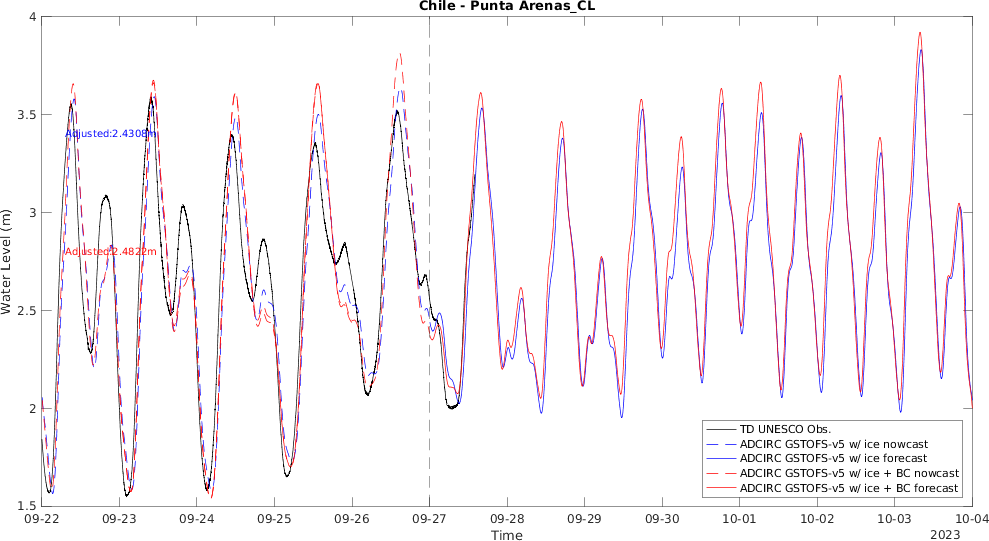 Chile - Punta Arenas_CL
4
3.5
3
2.5
2
1.5
Water Level (m)
Adjusted:2.4308m
Adjusted:2.4822m
TD UNESCO Obs.
ADCIRC GSTOFS-v5 w/ ice nowcast
ADCIRC GSTOFS-v5 w/ ice forecast
ADCIRC GSTOFS-v5 w/ ice + BC nowcast
ADCIRC GSTOFS-v5 w/ ice + BC forecast
09-22 09-23 09-24 09-25 09-26 09-27 09-28 09-29 09-30 10-01 10-02 10-03 10-04
Time
2023